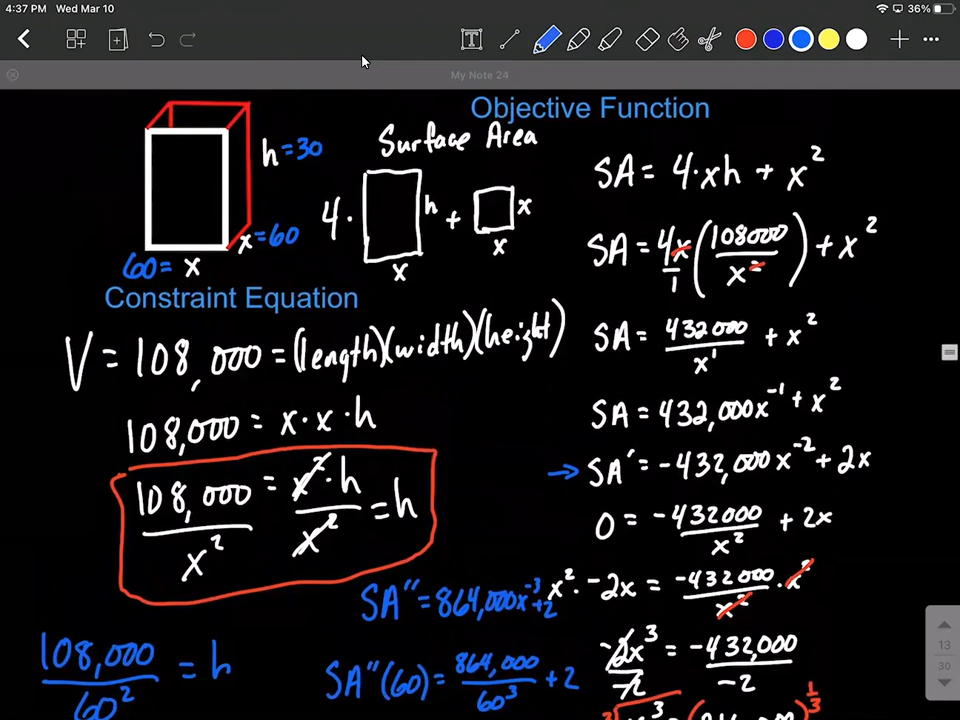 4:37 PM Wed Mar 10
36%
My Note 24
Objective Function
h = 30
x = 60
60 = x
Surface Area
4 · h + x
x x
SA = 4·xh + x²
SA = 4x/1 (108000/x²) + x²
SA = 432000/x¹ + x²
SA = 432,000x⁻¹ + x²
→ SA′ = -432,000x⁻² + 2x
0 = -432000/x² + 2x
x² · -2x = -432000/x² · x²
-2x³/-2 = -432,000/-2
1/3
Constraint Equation
V = 108,000 = (length)(width)(height)
108,000 = x · x · h
108,000/x² = x² · h/x² = h
SA″ = 864,000x⁻³ + 2
108,000/60² = h
SA″(60) = 864,000/60³ + 2
13
30